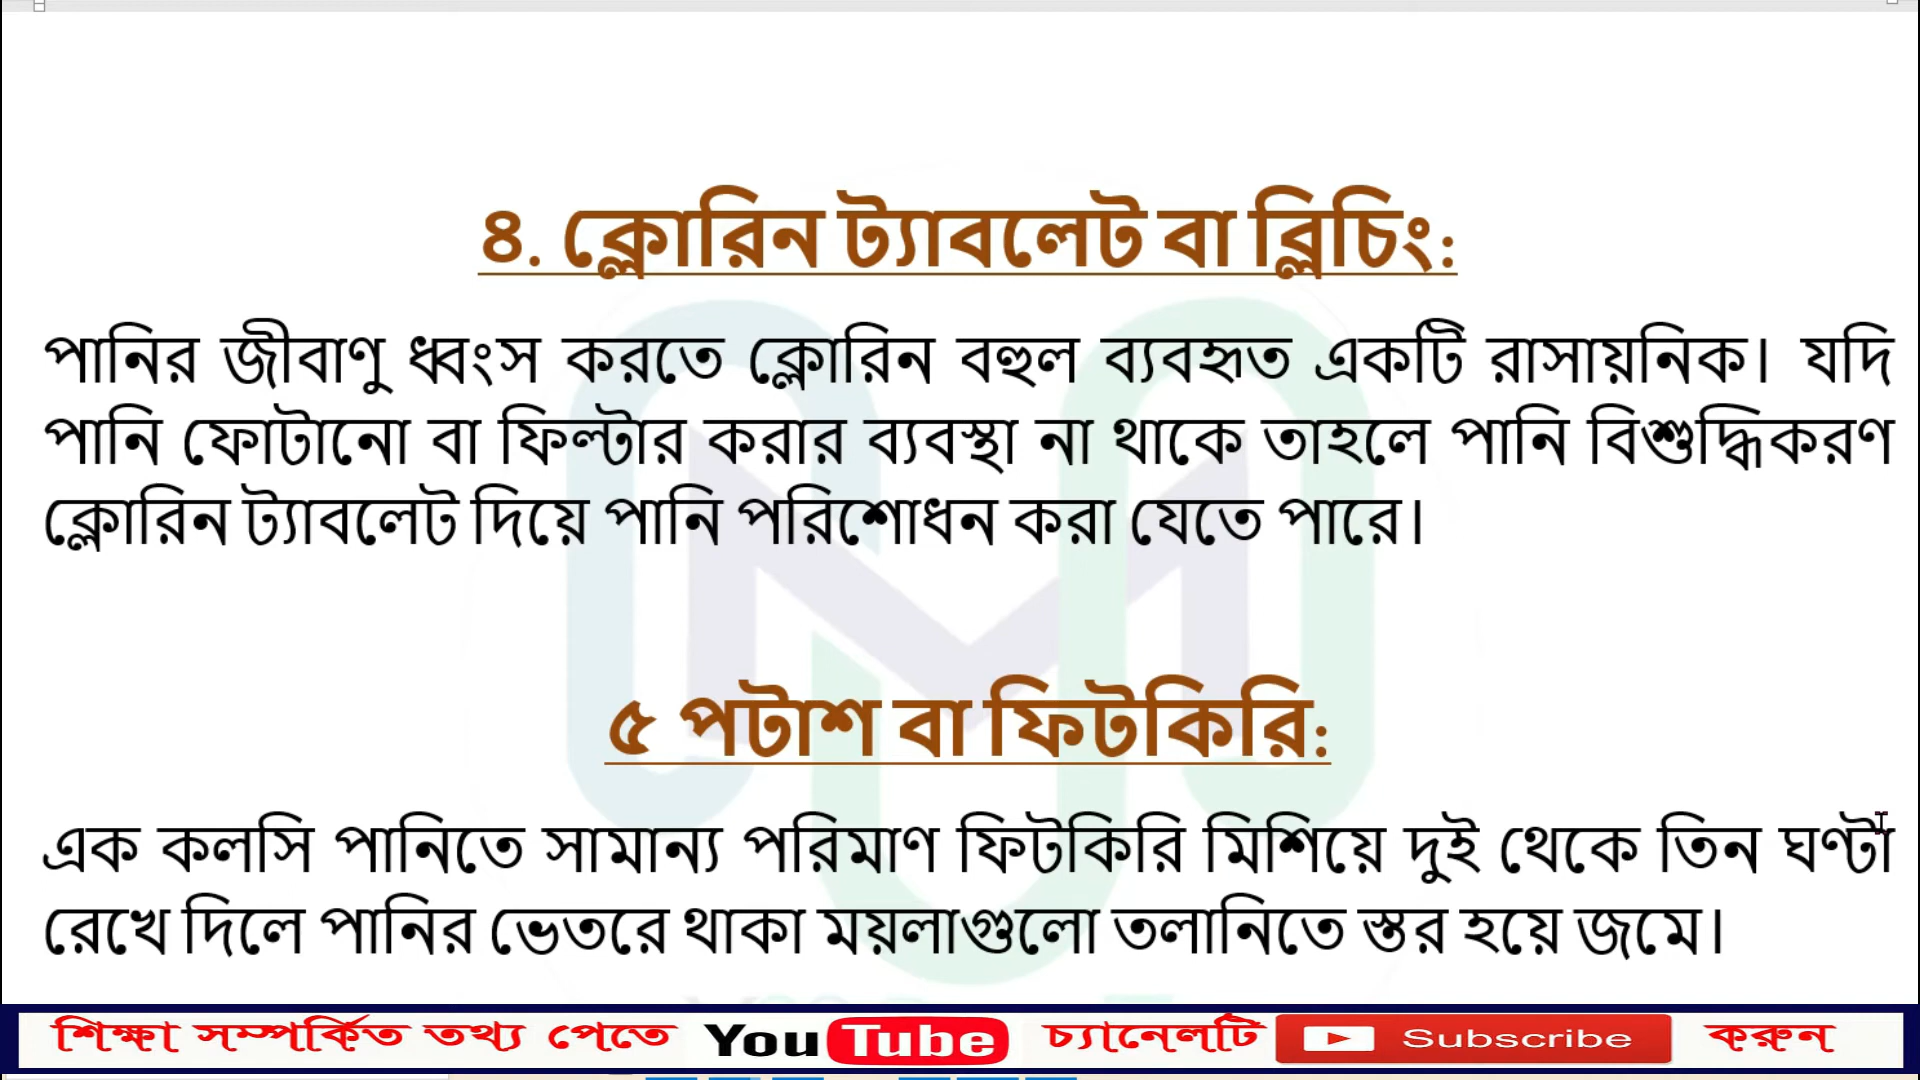 ৪. ক্লোরিন ট্যাবলেট বা ব্লিচিং:
পানির জীবাণু ধ্বংস করতে ক্লোরিন বহুল ব্যবহৃত একটি রাসায়নিক। যদি
পানি ফোটানো বা ফিল্টার করার ব্যবস্থা না থাকে তাহলে পানি বিশুদ্ধিকরণ
ক্লোরিন ট্যাবলেট দিয়ে পানি পরিশোধন করা যেতে পারে।
৫ পটাশ বা ফিটকিরি:
এক কলসি পানিতে সামান্য পরিমাণ ফিটকিরি মিশিয়ে দুই থেকে তিন ঘণ্টা
রেখে দিলে পানির ভেতরে থাকা ময়লাগুলো তলানিতে স্তর হয়ে জমে।
শিক্ষা সম্পর্কিত তথ্য পেতে YouTube চ্যানেলটি Subscribe করুন